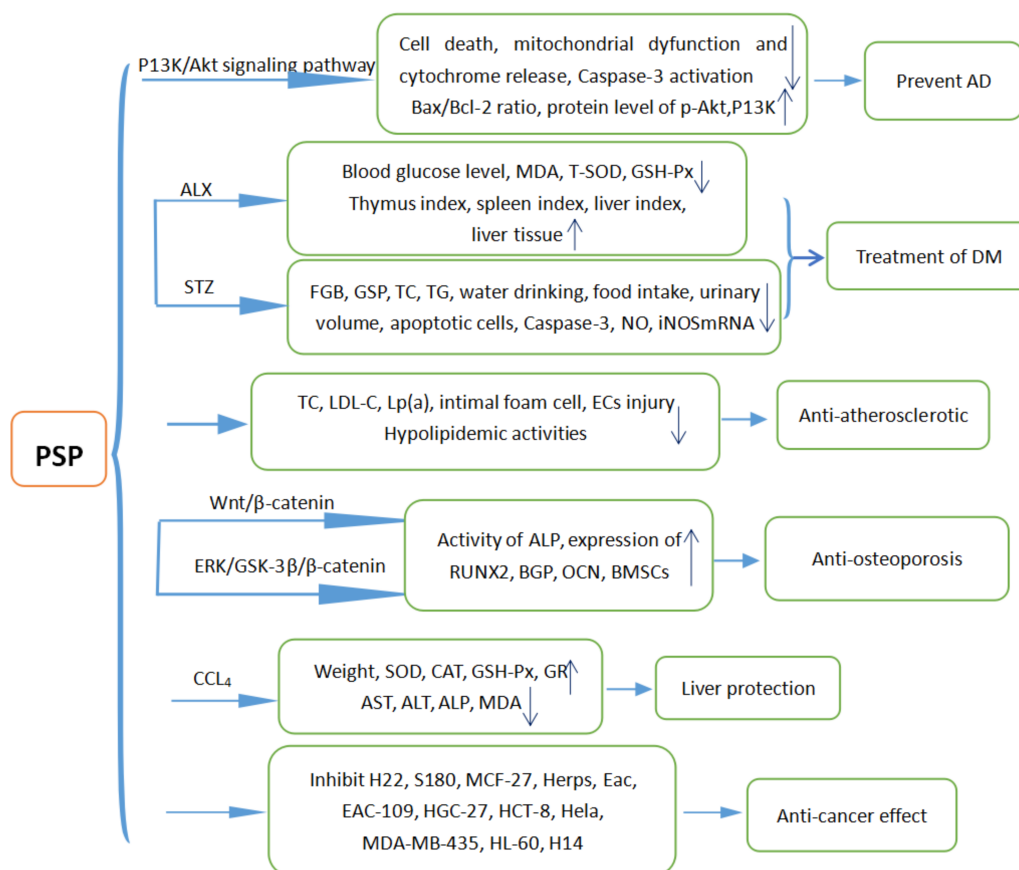 P13K/Akt signaling pathway
Cell death, mitochondrial dyfunction and
cytochrome release, Caspase-3 activation
Bax/Bcl-2 ratio, protein level of p-Akt,P13K
Prevent AD
ALX
Blood glucose level, MDA, T-SOD, GSH-Px
Thymus index, spleen index, liver index,
liver tissue
STZ
FGB, GSP, TC, TG, water drinking, food intake, urinary
volume, apoptotic cells, Caspase-3, NO, iNOSmRNA
Treatment of DM
PSP
TC, LDL-C, Lp(a), intimal foam cell, ECs injury
Hypolipidemic activities
Anti-atherosclerotic
Wnt/β-catenin
ERK/GSK-3β/β-catenin
Activity of ALP, expression of
RUNX2, BGP, OCN, BMSCs
Anti-osteoporosis
CCL₄
Weight, SOD, CAT, GSH-Px, GR
AST, ALT, ALP, MDA
Liver protection
Inhibit H22, S180, MCF-27, Herps, Eac,
EAC-109, HGC-27, HCT-8, Hela,
MDA-MB-435, HL-60, H14
Anti-cancer effect